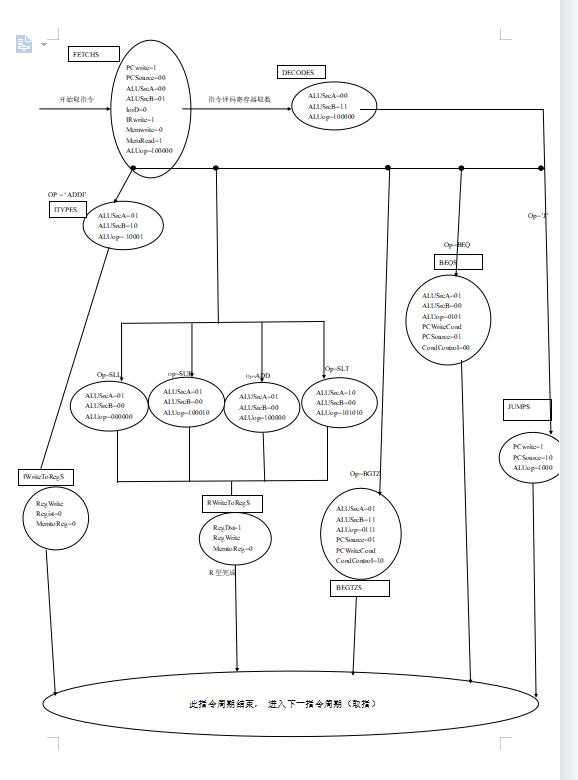 FETCHS
PCwrite=1
PCSource=00
ALUSrcA=00
ALUSrcB=01
IorD=0
IRwrite=1
Memwrite=0
MemRead=1
ALUop=100000
开始取指令
指令译码寄存器取数
DECODES
ALUSrcA=00
ALUSrcB=11
ALUop=100000
OP =‘ADDI’
ITYPES
ALUSrcA=01
ALUSrcB=10
ALUop= 10001
Op='J'
Op=BEQ
BEQS
ALUSrcA=01
ALUSrcB=00
ALUop=0101
PCWriteCond
PCSource=01
CondControl=00
Op=SLL
ALUSrcA=01
ALUSrcB=00
ALUop=000000
op=SUB
ALUSrcA=01
ALUSrcB=00
ALUop=100010
Op=ADD
ALUSrcA=01
ALUSrcB=00
ALUop=100000
Op=SLT
ALUSrcA=10
ALUSrcB=00
ALUop=101010
JUMPS
PCwrite=1
PCSource=10
ALUop=1000
IWriteToRegS
RegWrite
Regist=0
MemtoReg=0
RWriteToRegS
RegDst=1
RegWrite
MemtoReg=0
R 型完成
Op=BGTZ
ALUSrcA=01
ALUSrcB=11
ALUop=0111
PCSource=01
PCWriteCond
CondControl=10
BEGTZS
此指令周期结束， 进入下一指令周期（取指）